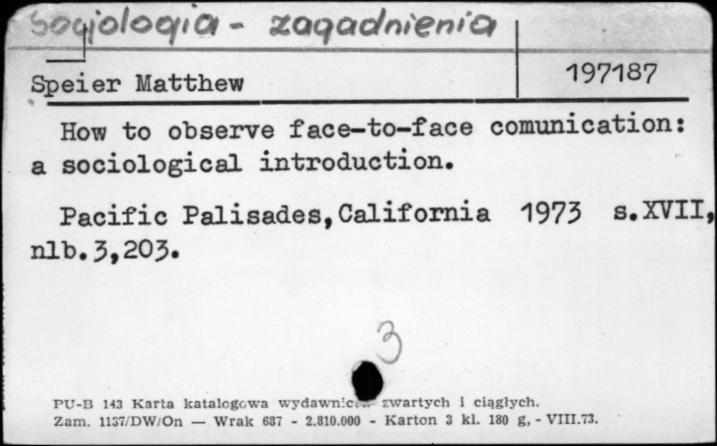 Socjologia - zagadnienia
Speier Matthew
197187
How to observe face-to-face comunication:
a sociological introduction.
Pacific Palisades,California 1973 s.XVII,
nlb.3,203.
3
PU-B 143 Karta katalogowa wydawnictw zwartych i ciągłych.
Zam. 1137/DW/On — Wrak 687 - 2.810.000 - Karton 3 kl. 180 g, - VIII.73.